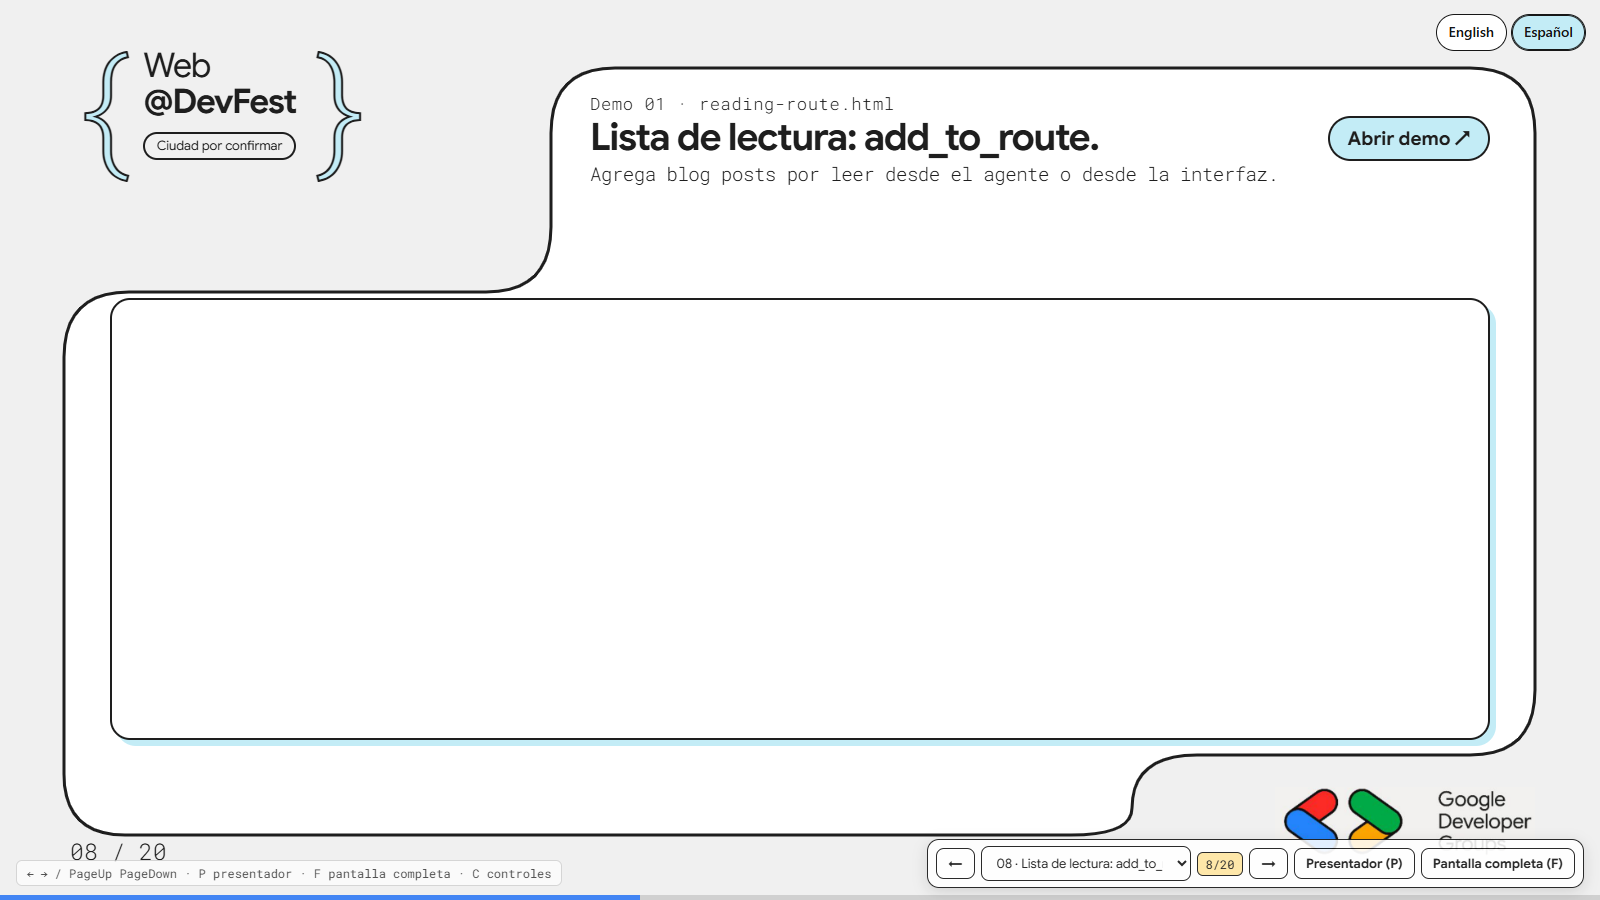 English
Español
Web
@DevFest
Ciudad por confirmar
Demo 01 · reading-route.html
Lista de lectura: add_to_route.
Agrega blog posts por leer desde el agente o desde la interfaz.
Abrir demo ↗
Google
Developer
Groups
08 / 20
← → / PageUp PageDown · P presentador · F pantalla completa · C controles
←
08 · Lista de lectura: add_to_
8/20
→
Presentador (P)
Pantalla completa (F)